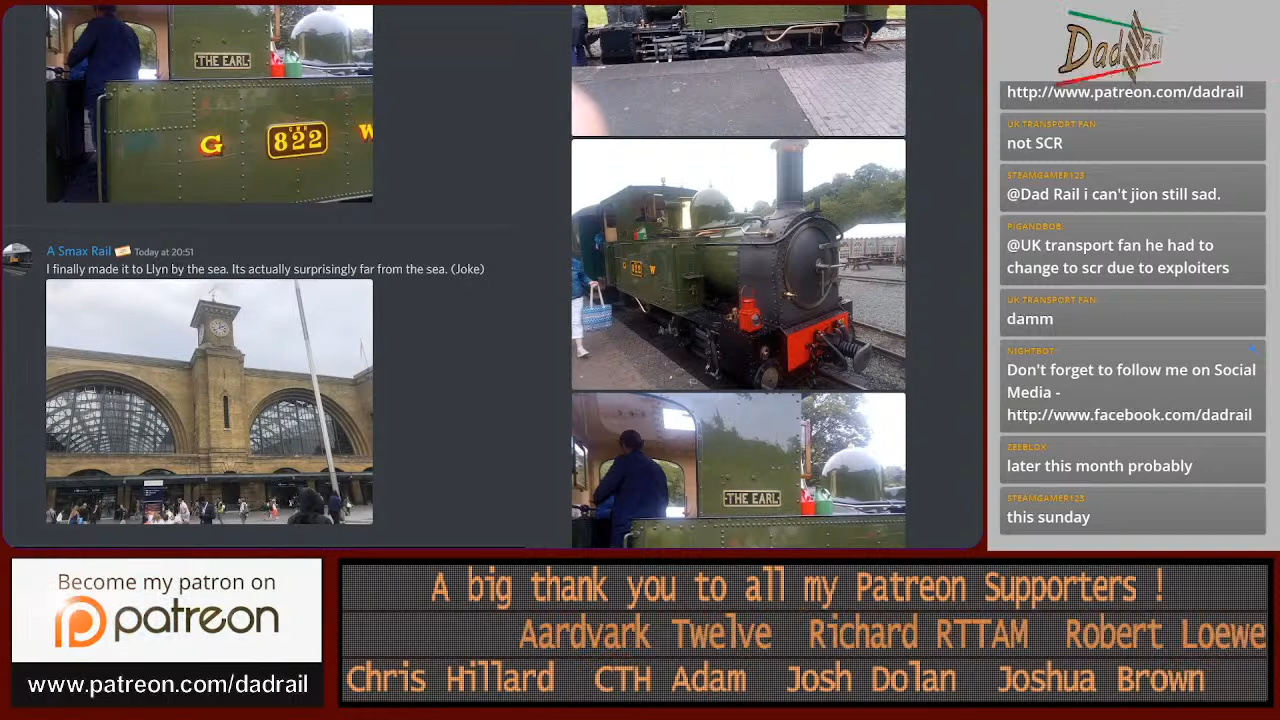 THE EARL
G
GWR
822
W
A Smax Rail Today at 20:51
I finally made it to Llyn by the sea. Its actually surprisingly far from the sea. (Joke)
G 822 W
THE EARL
Dad Rail
http://www.patreon.com/dadrail
UK TRANSPORT FAN
not SCR
STEAMGAMER123
@Dad Rail i can't jion still sad.
PIGANDBOB
@UK transport fan he had to
change to scr due to exploiters
UK TRANSPORT FAN
damm
NIGHTBOT
Don't forget to follow me on Social
Media -
http://www.facebook.com/dadrail
ZEEBLOX
later this month probably
STEAMGAMER123
this sunday
Become my patron on
patreon
www.patreon.com/dadrail
A big thank you to all my Patreon Supporters !
Aardvark Twelve Richard RTTAM Robert Loewe
Chris Hillard CTH Adam Josh Dolan Joshua Brown